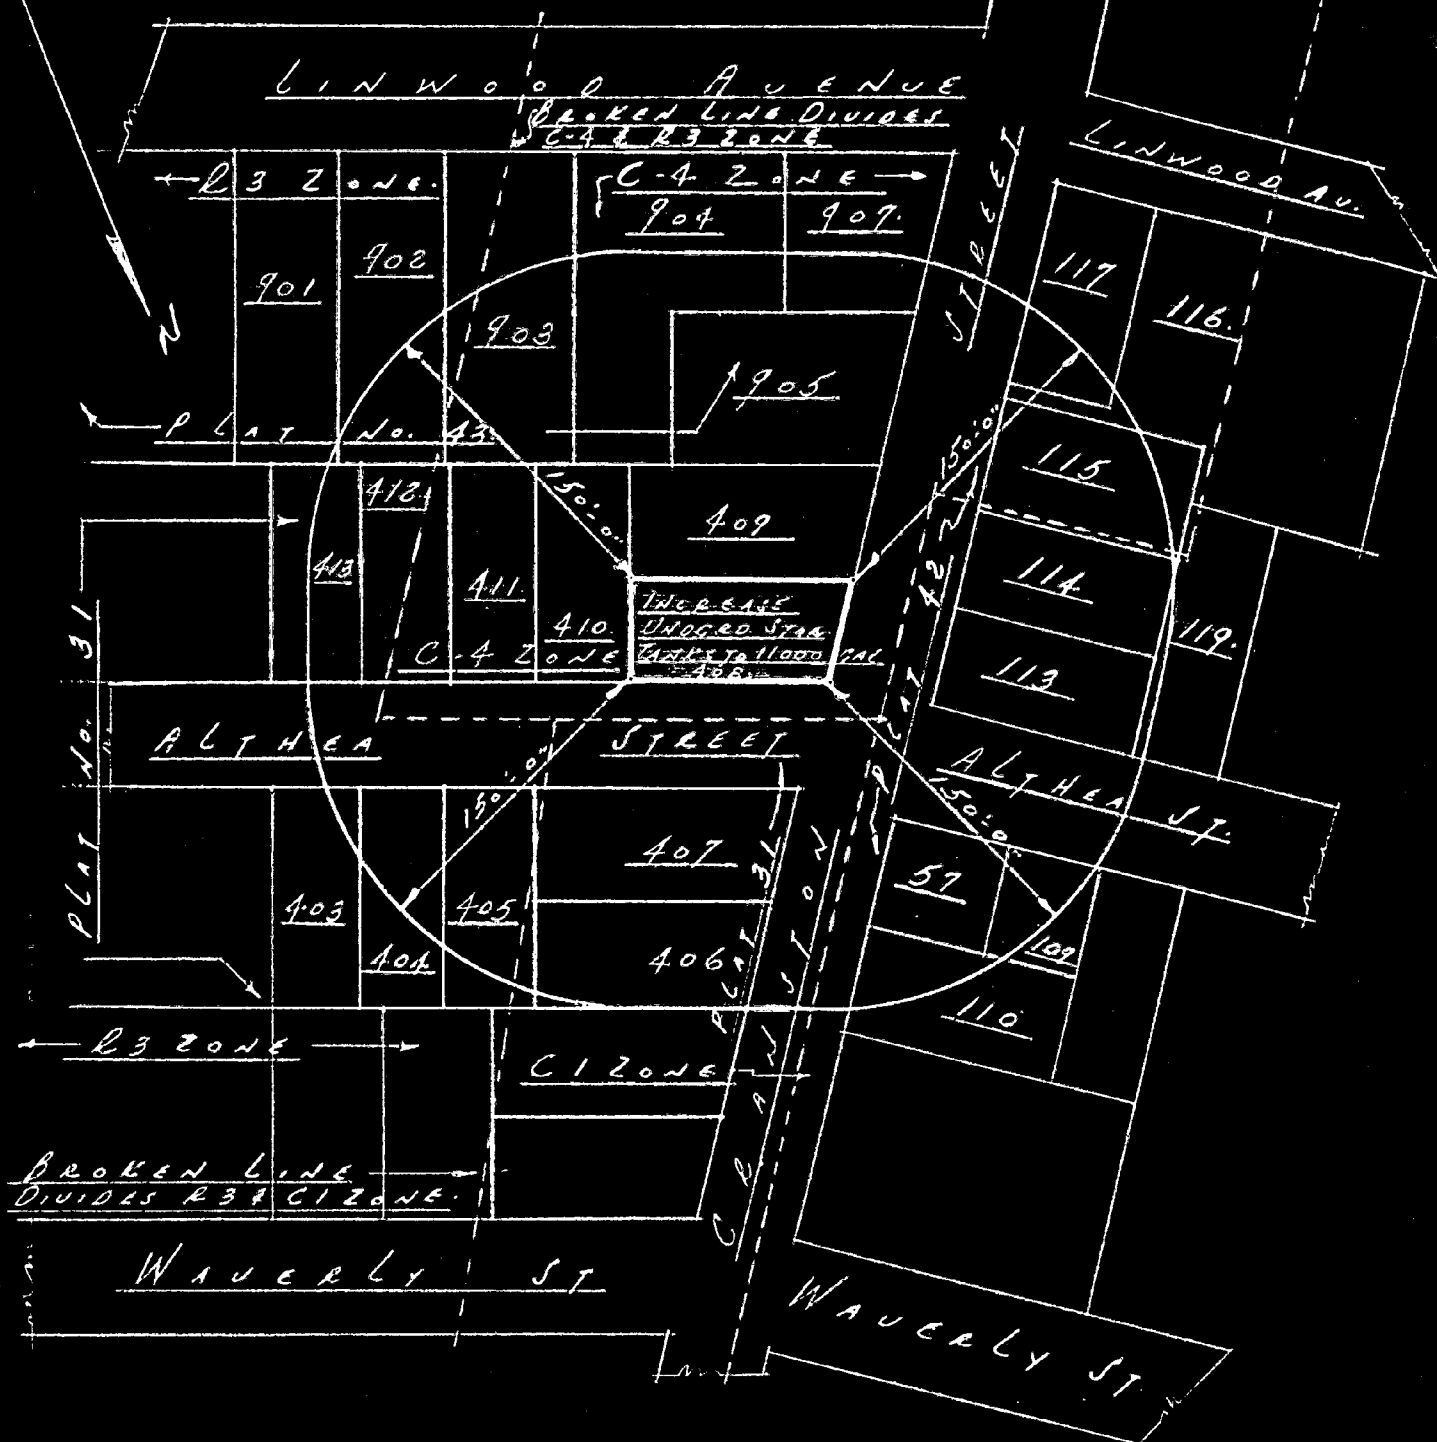 LINWOOD AVENUE
BROKEN LINE DIVIDES
C-4 & R3 ZONE
LINWOOD AV.
R3 ZONE.
C-4 ZONE
904
907.
902
901
903
905
117
116.
N
PLAT No. 43
STREET
412
409
115
413
411.
410
C-4 ZONE
INCREASE
UNDGRD. STOR.
TANKS TO 11000 GAL
408
150'-0"
150'-0"
114
113
119.
PLAT 42
PLAT No. 31
ALTHEA STREET
ALTHEA ST.
150'-0"
150'-0"
407
57
403
404
405
406
109
110
PLAT 31
CRANSTON
R3 ZONE
C1 ZONE
BROKEN LINE
DIVIDES R3 & C1 ZONE.
WAVERLY ST
WAVERLY ST.